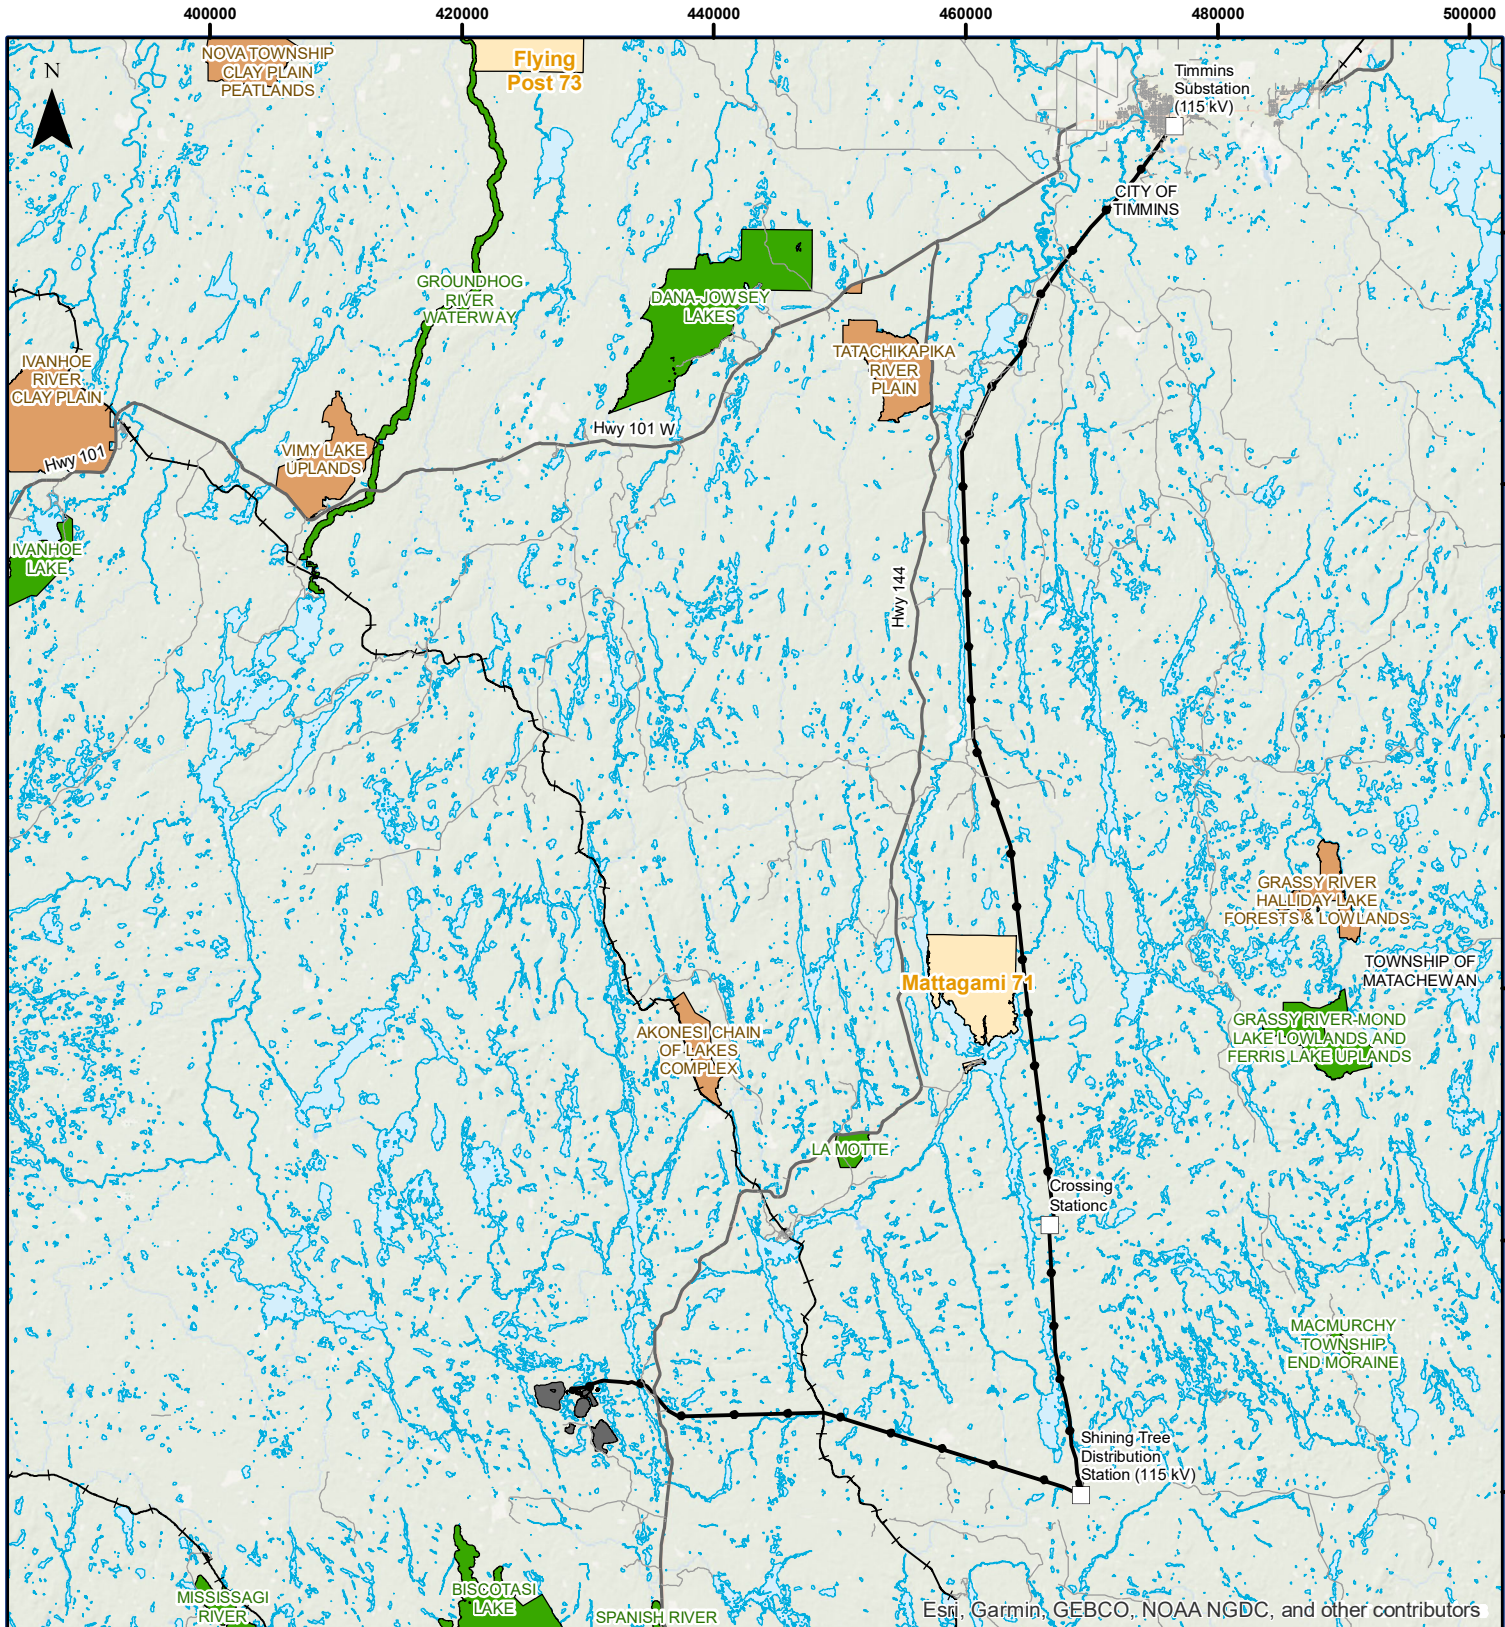 400000
420000
440000
460000
480000
500000
NOVA TOWNSHIP
CLAY PLAIN
PEATLANDS
N
Flying
Post 73
Timmins
Substation
(115 kV)
CITY OF
TIMMINS
GROUNDHOG
RIVER
WATERWAY
DANA-JOWSEY
LAKES
TATACHIKAPIKA
RIVER
PLAIN
IVANHOE
RIVER
CLAY PLAIN
Hwy 101
VIMY LAKE
UPLANDS
Hwy 101 W
IVANHOE
LAKE
Hwy 144
GRASSY RIVER
HALLIDAY LAKE
FORESTS & LOWLANDS
TOWNSHIP OF
MATACHEWAN
Mattagami 71
GRASSY RIVER-MOND
LAKE LOWLANDS AND
FERRIS LAKE UPLANDS
AKONESI CHAIN
OF LAKES
COMPLEX
LA MOTTE
Crossing
Stationc
MACMURCHY
TOWNSHIP
END MORAINE
Shining Tree
Distribution
Station (115 kV)
MISSISSAGI
RIVER
BISCOTASI
LAKE
SPANISH RIVER
Esri, Garmin, GEBCO, NOAA NGDC, and other contributors